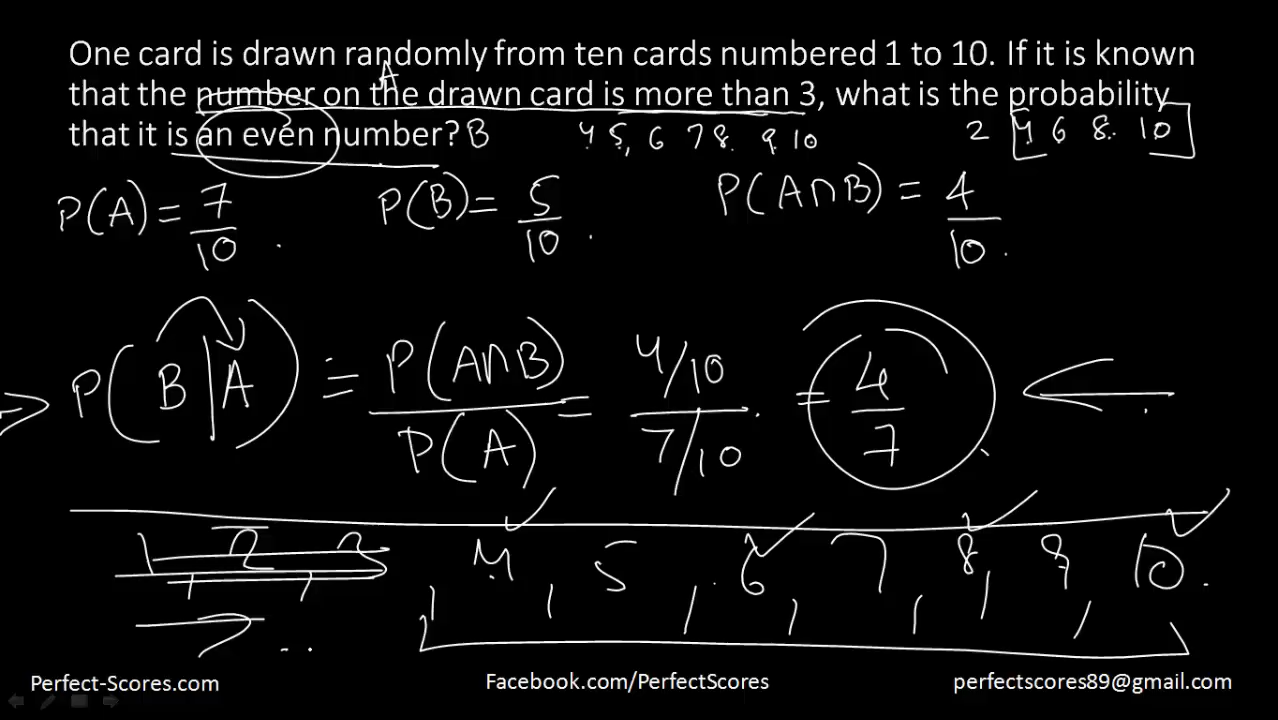 One card is drawn randomly from ten cards numbered 1 to 10. If it is known
A
that the number on the drawn card is more than 3, what is the probability
that it is an even number? B 4 5, 6 7 8. 9. 10 2 4 6 8. 10
P(A) = 7/10 . P(B) = 5/10 . P(A∩B) = 4/10 .
P(B|A) = P(A∩B)/P(A) = 4/10 / 7/10 . = 4/7
1, 2, 3 , 4 , 5 , 6 , 7 , 8 , 9 , 10 .
7 . .
Perfect-Scores.com Facebook.com/PerfectScores perfectscores89@gmail.com